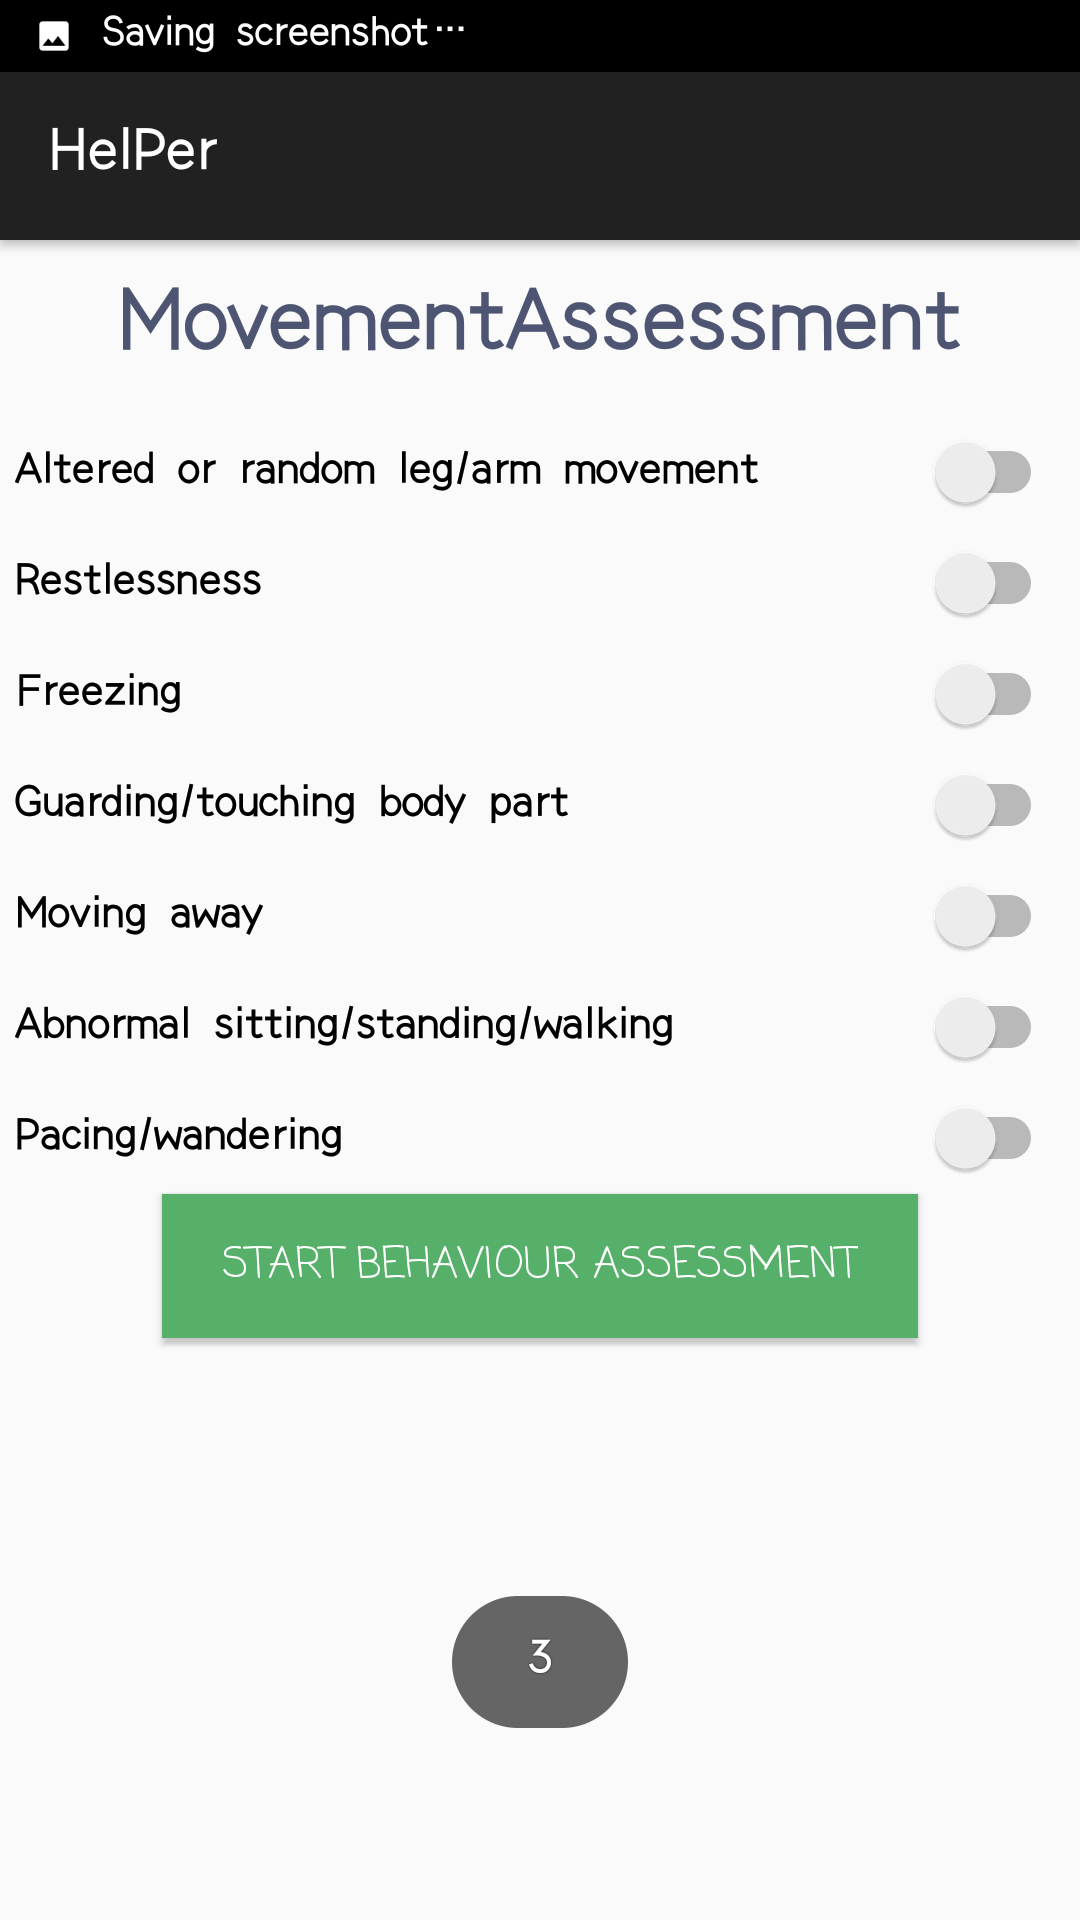 Saving screenshot...
HelPer
MovementAssessment
Altered or random leg/arm movement
Restlessness
Freezing
Guarding/touching body part
Moving away
Abnormal sitting/standing/walking
Pacing/wandering
START BEHAVIOUR ASSESSMENT
3